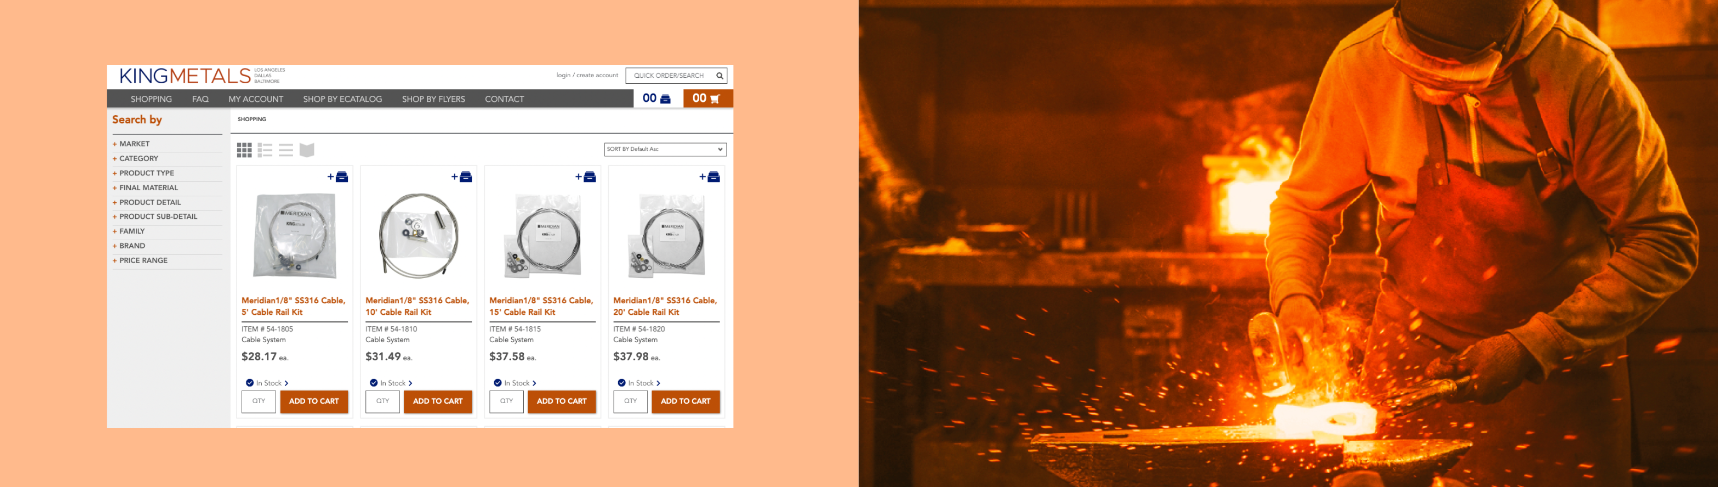 KINGMETALS
LOS ANGELES
DALLAS
BALTIMORE
login / create account
QUICK ORDER/SEARCH
SHOPPING FAQ MY ACCOUNT SHOP BY ECATALOG SHOP BY FLYERS CONTACT
00 00
Search by
+ MARKET
+ CATEGORY
+ PRODUCT TYPE
+ FINAL MATERIAL
+ PRODUCT DETAIL
+ PRODUCT SUB-DETAIL
+ FAMILY
+ BRAND
+ PRICE RANGE
SHOPPING
SORT BY Default Asc
+
MERIDIAN
Meridian1/8" SS316 Cable,
5' Cable Rail Kit
ITEM # 54-1805
Cable System
$28.17 ea.
In Stock
QTY ADD TO CART
+
Meridian1/8" SS316 Cable,
10' Cable Rail Kit
ITEM # 54-1810
Cable System
$31.49 ea.
In Stock
QTY ADD TO CART
+
MERIDIAN
Meridian1/8" SS316 Cable,
15' Cable Rail Kit
ITEM # 54-1815
Cable System
$37.58 ea.
In Stock
QTY ADD TO CART
+
MERIDIAN
Meridian1/8" SS316 Cable,
20' Cable Rail Kit
ITEM # 54-1820
Cable System
$37.98 ea.
In Stock
QTY ADD TO CART